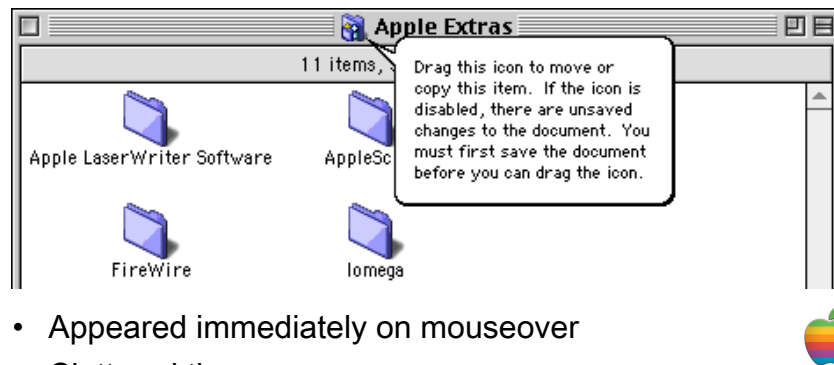 Apple Extras
11 items,
Drag this icon to move or
copy this item. If the icon is
disabled, there are unsaved
changes to the document. You
must first save the document
before you can drag the icon.
Apple LaserWriter Software
AppleSc
FireWire
Iomega
• Appeared immediately on mouseover